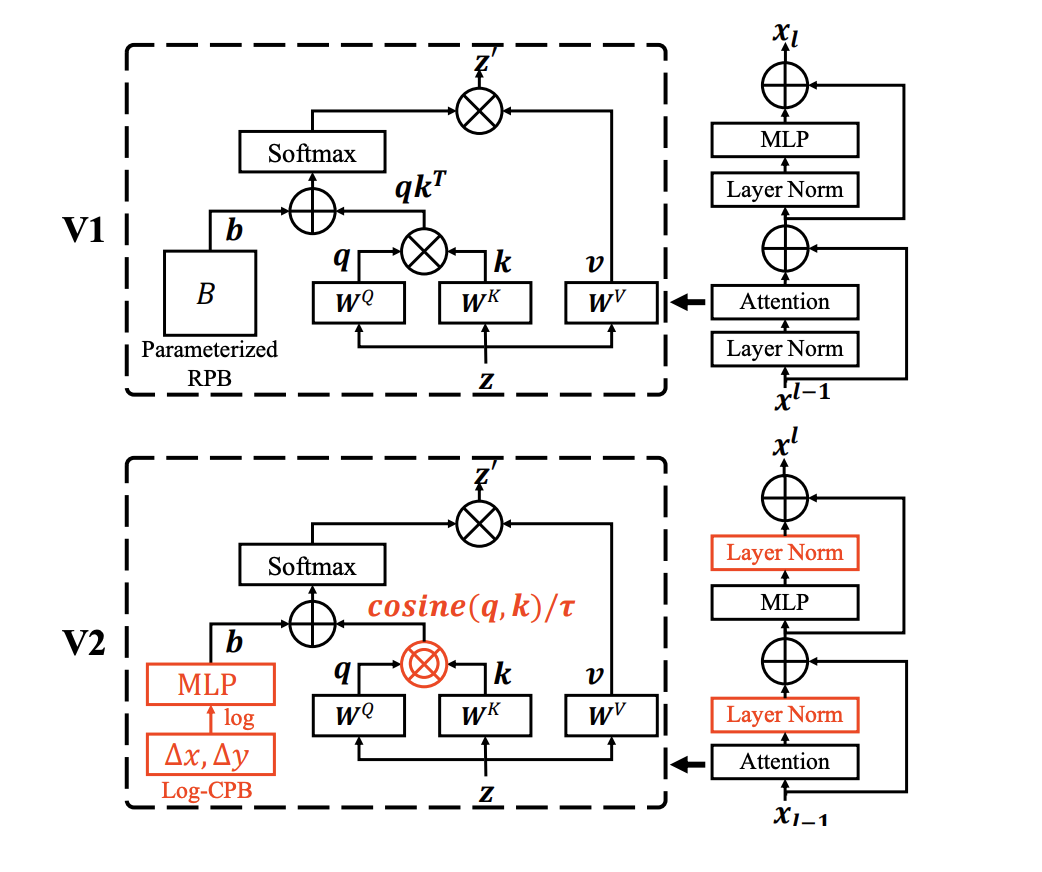 V1
z′
Softmax
qkᵀ
b
q
k
v
B
W^Q
W^K
W^V
Parameterized
RPB
z
x_l
MLP
Layer Norm
Attention
Layer Norm
x^{l−1}
V2
z′
Softmax
cosine(q, k)/τ
b
q
k
v
MLP
log
Δx, Δy
Log-CPB
W^Q
W^K
W^V
z
x^l
Layer Norm
MLP
Layer Norm
Attention
x_{l−1}